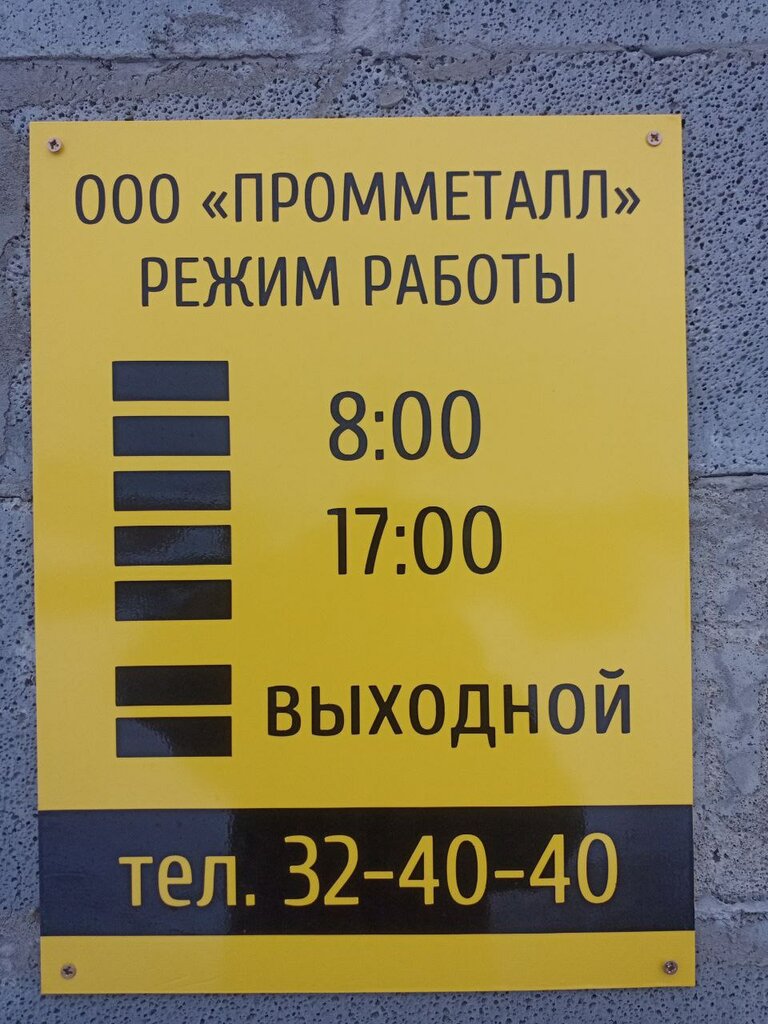 ООО «ПРОММЕТАЛЛ»
РЕЖИМ РАБОТЫ
8:00
17:00
ВЫХОДНОЙ
тел. 32-40-40